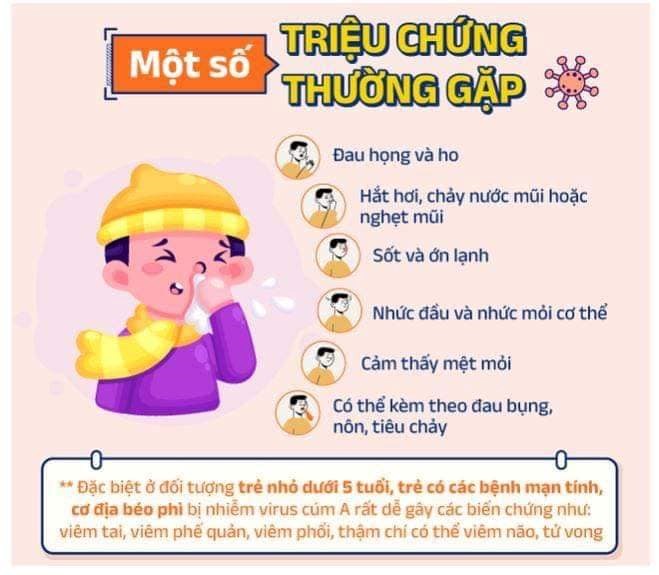 Một số
TRIỆU CHỨNG
THƯỜNG GẶP
Đau họng và ho
Hắt hơi, chảy nước mũi hoặc
nghẹt mũi
Sốt và ớn lạnh
Nhức đầu và nhức mỏi cơ thể
Cảm thấy mệt mỏi
Có thể kèm theo đau bụng,
nôn, tiêu chảy
** Đặc biệt ở đối tượng trẻ nhỏ dưới 5 tuổi, trẻ có các bệnh mạn tính,
cơ địa béo phì bị nhiễm virus cúm A rất dễ gây các biến chứng như:
viêm tai, viêm phế quản, viêm phổi, thậm chí có thể viêm não, tử vong